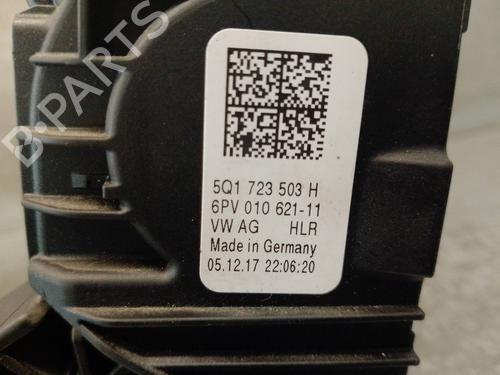 B-PARTS
5Q1 723 503 H
6PV 010 621-11
VW AG HLR
Made in Germany
05.12.17 22:06:20